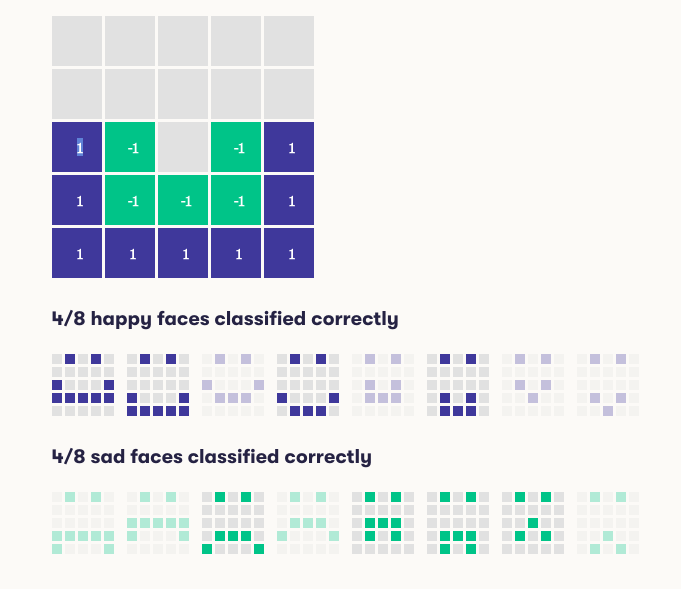 1 -1 -1 1
1 -1 -1 -1 1
1 1 1 1 1
4/8 happy faces classified correctly
4/8 sad faces classified correctly